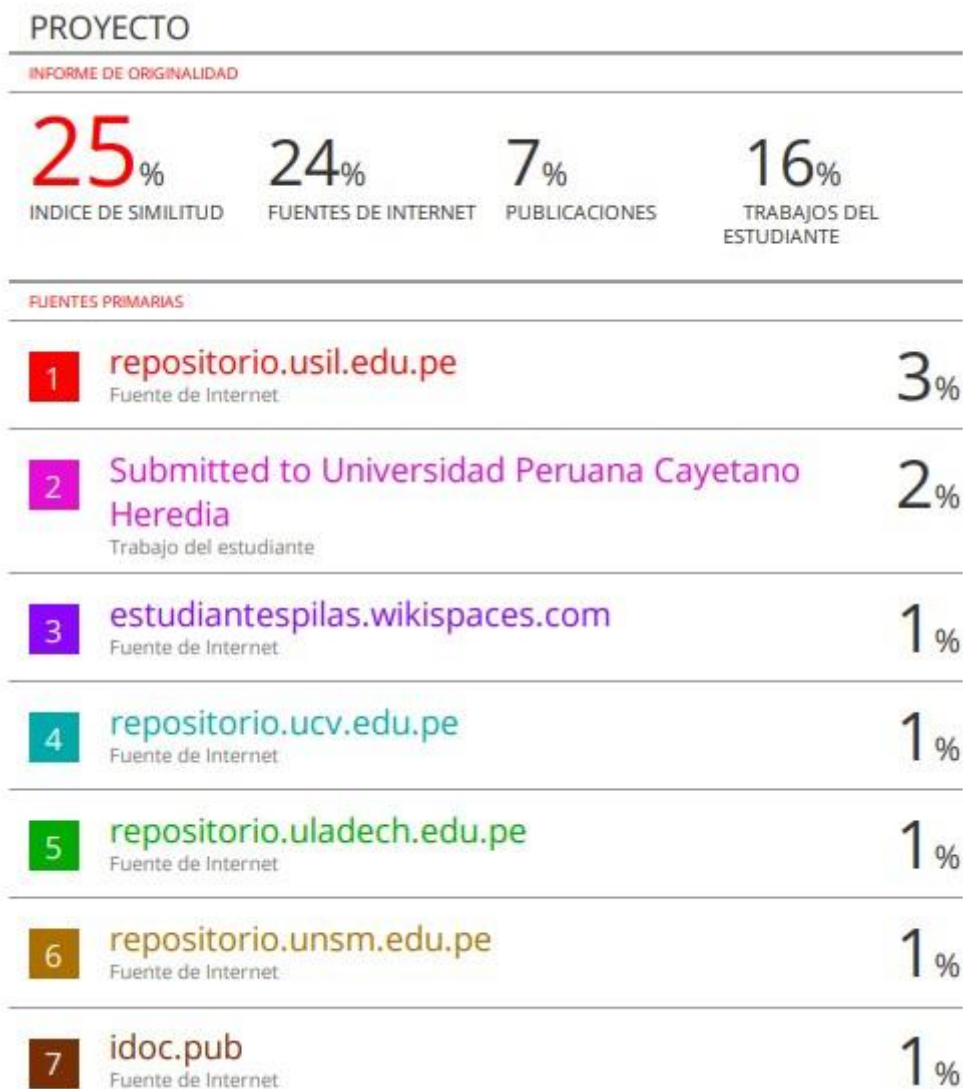 PROYECTO
INFORME DE ORIGINALIDAD
25% 24% 7% 16%
INDICE DE SIMILITUD FUENTES DE INTERNET PUBLICACIONES TRABAJOS DEL
ESTUDIANTE
FUENTES PRIMARIAS
1 repositorio.usil.edu.pe 3%
Fuente de Internet
2 Submitted to Universidad Peruana Cayetano 2%
Heredia
Trabajo del estudiante
3 estudiantespilas.wikispaces.com 1%
Fuente de Internet
4 repositorio.ucv.edu.pe 1%
Fuente de Internet
5 repositorio.uladech.edu.pe 1%
Fuente de Internet
6 repositorio.unsm.edu.pe 1%
Fuente de Internet
7 idoc.pub 1%
Fuente de Internet